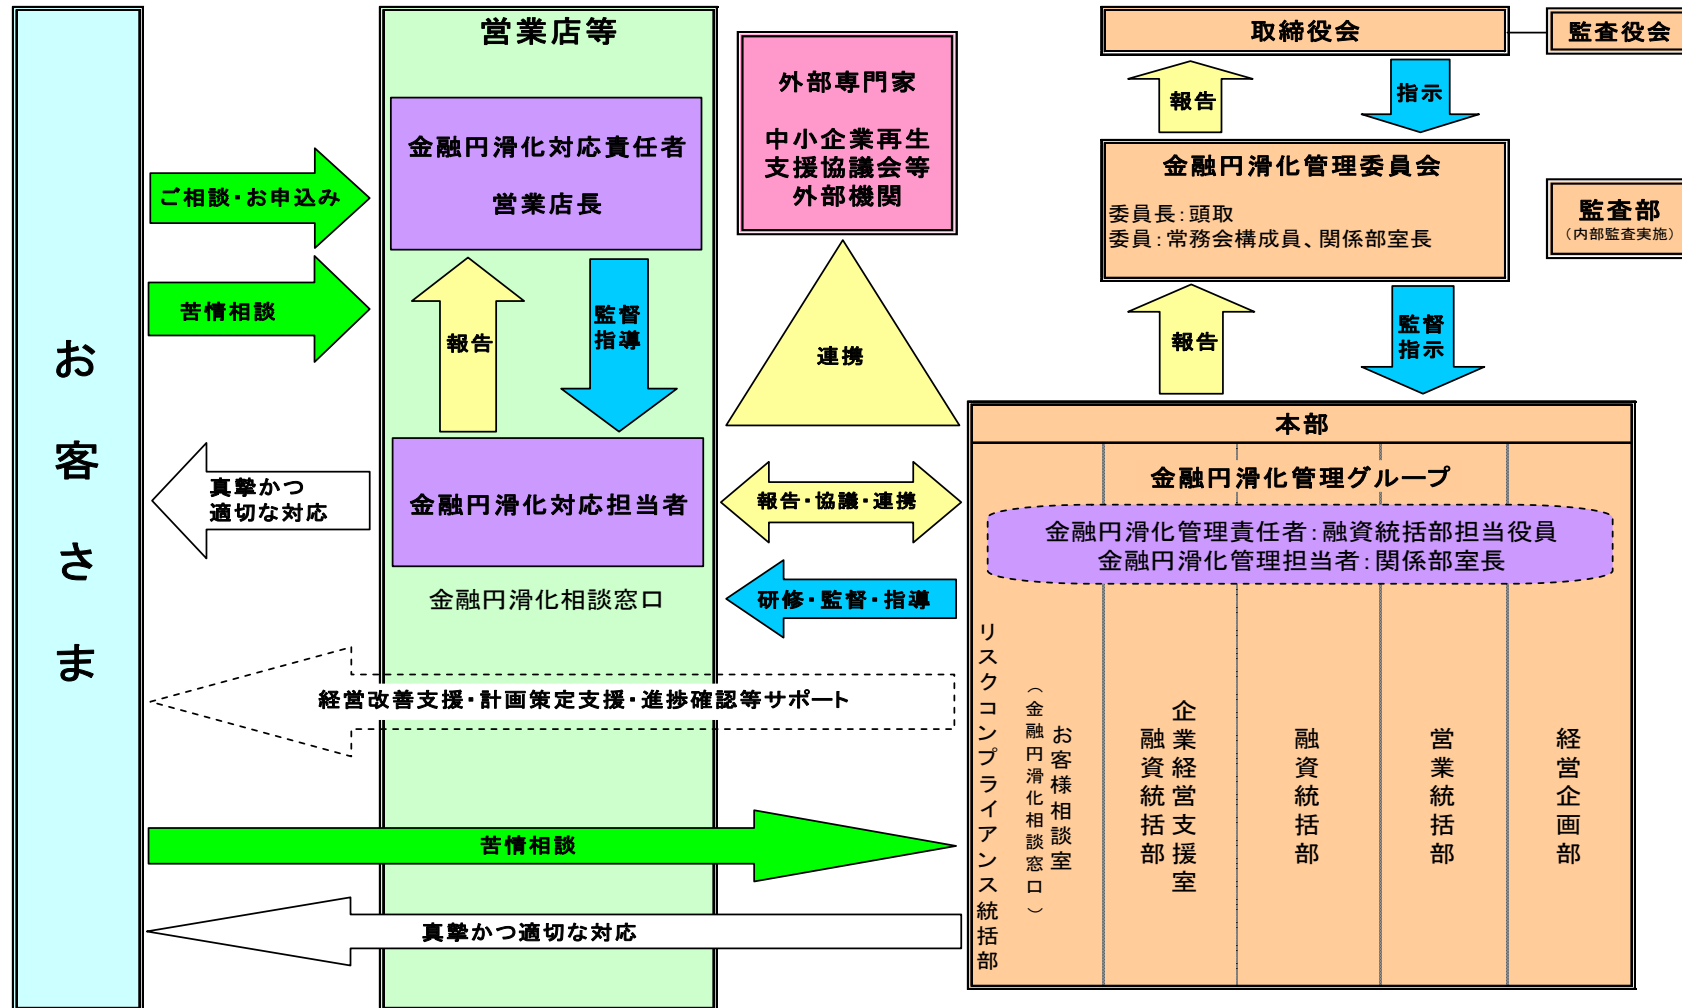 お客さま
ご相談・お申込み
苦情相談
真摯かつ
適切な対応
営業店等
金融円滑化対応責任者
営業店長
報告
監督
指導
金融円滑化対応担当者
金融円滑化相談窓口
外部専門家
中小企業再生
支援協議会等
外部機関
連携
報告・協議・連携
研修・監督・指導
経営改善支援・計画策定支援・進捗確認等サポート
苦情相談
真摯かつ適切な対応
取締役会
監査役会
報告
指示
金融円滑化管理委員会
委員長：頭取
委員：常務会構成員、関係部室長
監査部
（内部監査実施）
報告
監督
指示
本部
金融円滑化管理グループ
金融円滑化管理責任者：融資統括部担当役員
金融円滑化管理担当者：関係部室長
リスクコンプライアンス統括部
お客様相談室
（金融円滑化相談窓口）
融資統括部
企業経営支援室
融資統括部
営業統括部
経営企画部